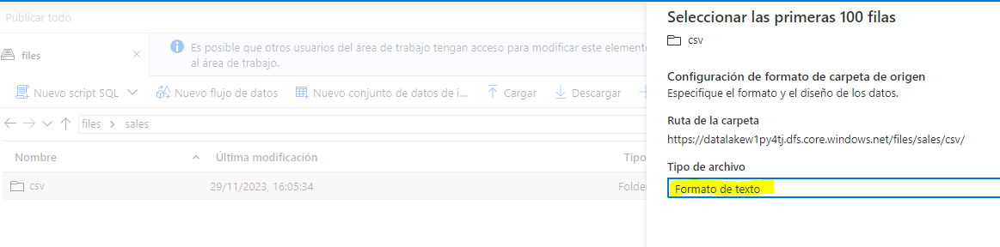 Publicar todo
files
Es posible que otros usuarios del área de trabajo tengan acceso para modificar este elemento
al área de trabajo.
Nuevo script SQL
Nuevo flujo de datos
Nuevo conjunto de datos de i...
Cargar
Descargar
files > sales
Nombre
Última modificación
Tipo
csv
29/11/2023, 16:05:34
Folder
Seleccionar las primeras 100 filas
csv
Configuración de formato de carpeta de origen
Especifique el formato y el diseño de los datos.
Ruta de la carpeta
https://datalakew1py4tj.dfs.core.windows.net/files/sales/csv/
Tipo de archivo
Formato de texto